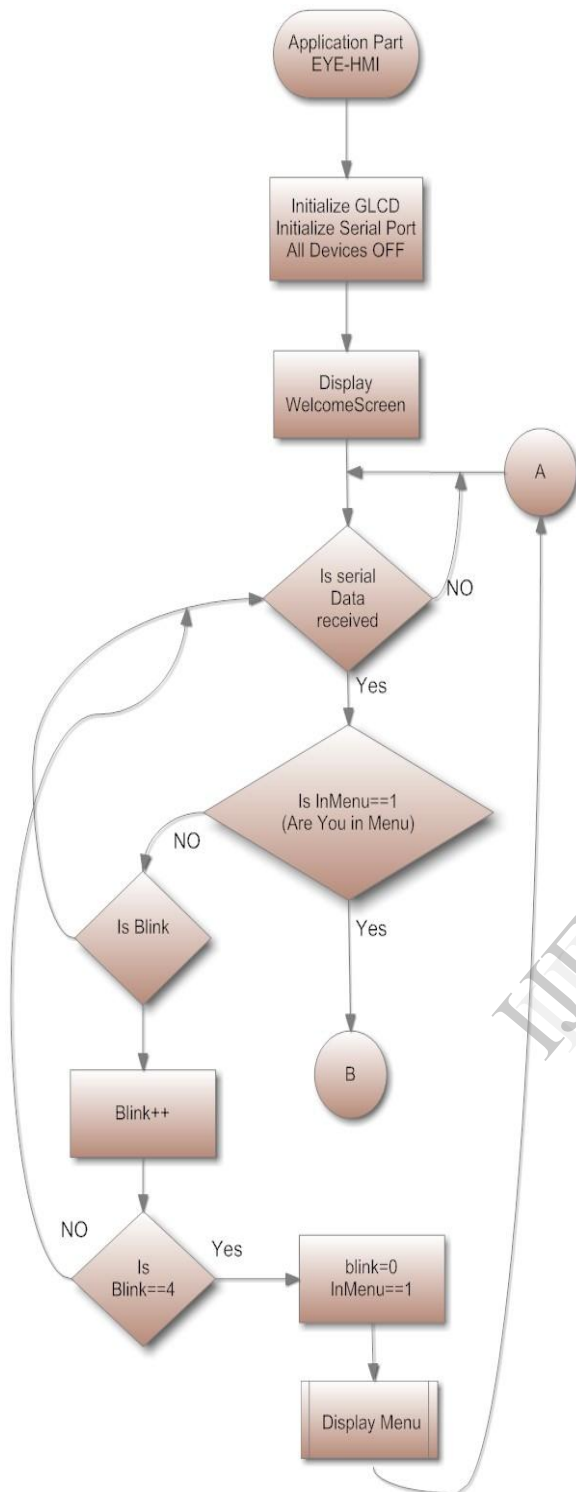 Application Part
EYE-HMI
Initialize GLCD
Initialize Serial Port
All Devices OFF
Display
WelcomeScreen
A
Is serial
Data
received
NO
Yes
Is InMenu==1
(Are You in Menu)
NO
Yes
Is Blink
B
Blink++
NO
Is
Blink==4
Yes
blink=0
InMenu==1
Display Menu